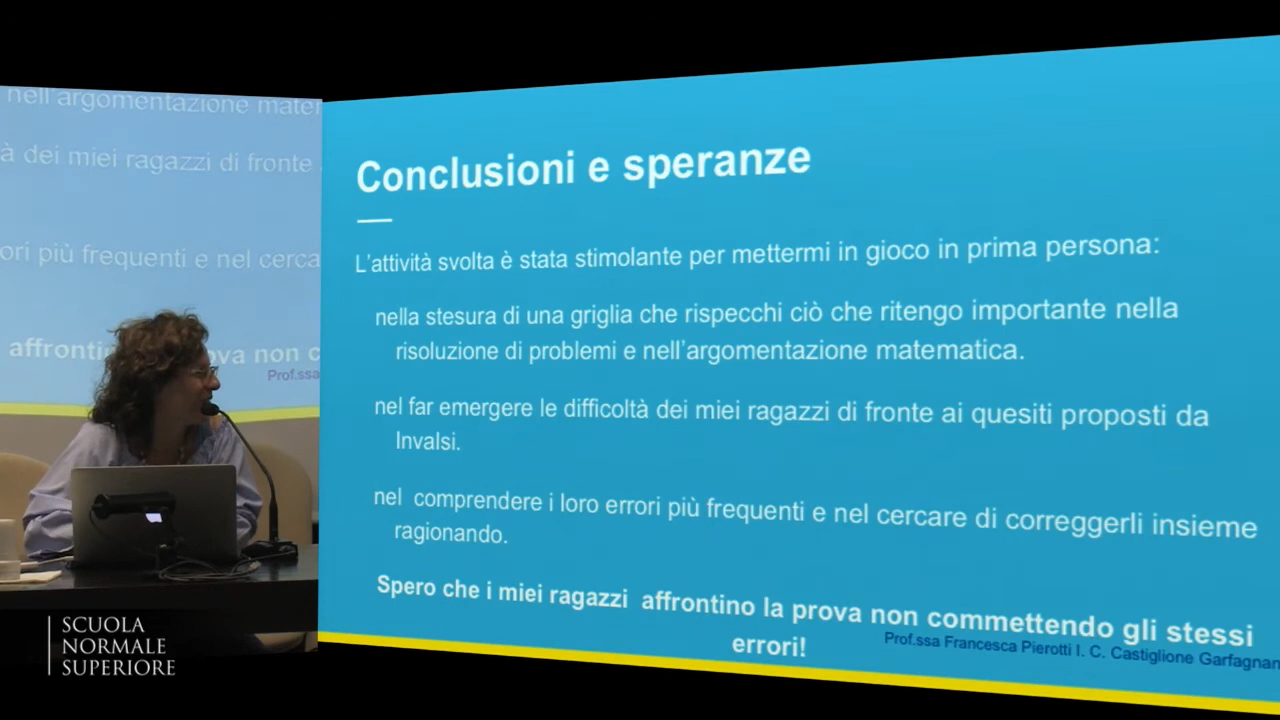 nell'argomentazione mater
à dei miei ragazzi di fronte
ori più frequenti e nel cerca
affronti ova non c
Prof.ssa
SCUOLA
NORMALE
SUPERIORE
Conclusioni e speranze
L'attività svolta è stata stimolante per mettermi in gioco in prima persona:
nella stesura di una griglia che rispecchi ciò che ritengo importante nella
risoluzione di problemi e nell'argomentazione matematica.
nel far emergere le difficoltà dei miei ragazzi di fronte ai quesiti proposti da
Invalsi.
nel comprendere i loro errori più frequenti e nel cercare di correggerli insieme
ragionando.
Spero che i miei ragazzi affrontino la prova non commettendo gli stessi
errori!
Prof.ssa Francesca Pierotti I. C. Castiglione Garfagnan